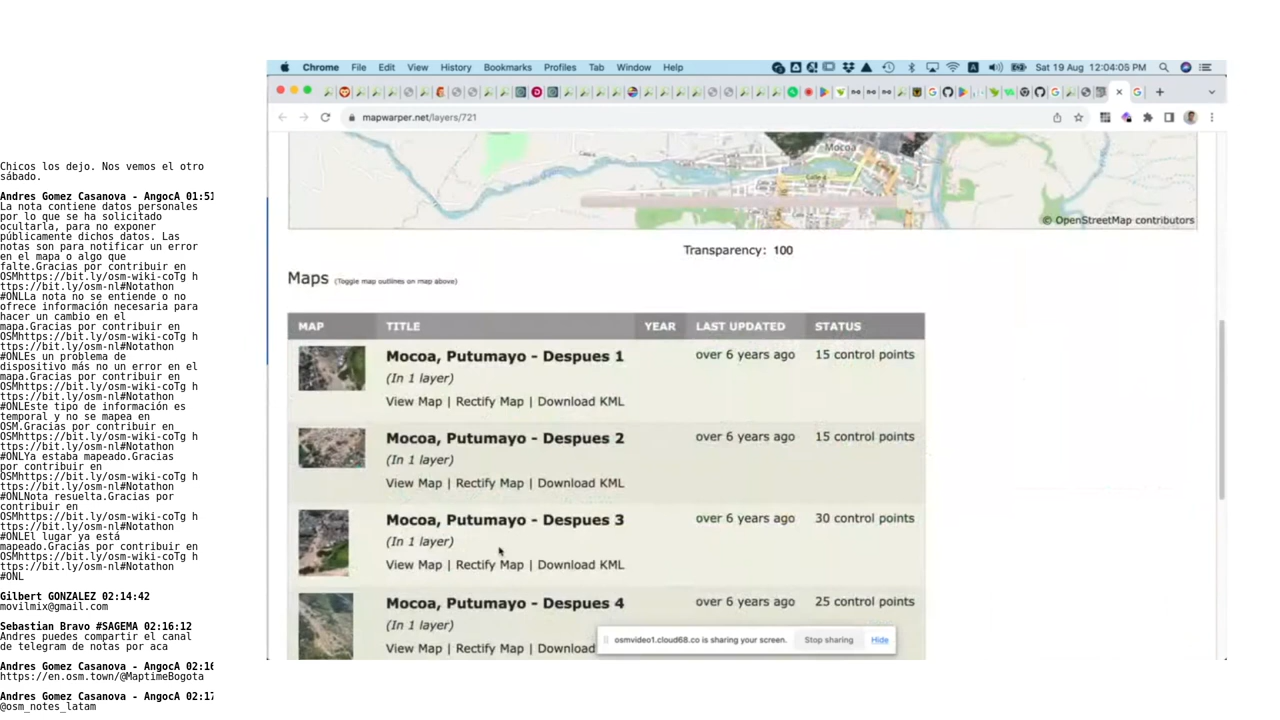 Chicos los dejo. Nos vemos el otro
sábado.
Andres Gomez Casanova - AngocA 01:51
La nota contiene datos personales
por lo que se ha solicitado
ocultarla, para no exponer
públicamente dichos datos. Las
notas son para notificar un error
en el mapa o algo que
falte.Gracias por contribuir en
OSMhttps://bit.ly/osm-wiki-coTg h
ttps://bit.ly/osm-nl#Notathon
#ONLLa nota no se entiende o no
ofrece información necesaria para
hacer un cambio en el
mapa.Gracias por contribuir en
OSMhttps://bit.ly/osm-wiki-coTg h
ttps://bit.ly/osm-nl#Notathon
#ONLEs un problema de
dispositivo más no un error en el
mapa.Gracias por contribuir en
OSMhttps://bit.ly/osm-wiki-coTg h
ttps://bit.ly/osm-nl#Notathon
#ONLEste tipo de información es
temporal y no se mapea en
OSM.Gracias por contribuir en
OSMhttps://bit.ly/osm-wiki-coTg h
ttps://bit.ly/osm-nl#Notathon
#ONLYa estaba mapeado.Gracias
por contribuir en
OSMhttps://bit.ly/osm-wiki-coTg h
ttps://bit.ly/osm-nl#Notathon
#ONLNota resuelta.Gracias por
contribuir en
OSMhttps://bit.ly/osm-wiki-coTg h
ttps://bit.ly/osm-nl#Notathon
#ONLEl lugar ya está
mapeado.Gracias por contribuir en
OSMhttps://bit.ly/osm-wiki-coTg h
ttps://bit.ly/osm-nl#Notathon
#ONL
Gilbert GONZALEZ 02:14:42
movilmix@gmail.com
Sebastian Bravo #SAGEMA 02:16:12
Andres puedes compartir el canal
de telegram de notas por aca
Andres Gomez Casanova - AngocA 02:16
https://en.osm.town/@MaptimeBogota
Andres Gomez Casanova - AngocA 02:17
@osm_notes_latam
Chrome File Edit View History Bookmarks Profiles Tab Window Help Sat 19 Aug 12:04:05 PM
mapwarper.net/layers/721
Mocoa
© OpenStreetMap contributors
Transparency: 100
Maps (Toggle map outlines on map above)
MAP TITLE YEAR LAST UPDATED STATUS
Mocoa, Putumayo - Despues 1 over 6 years ago 15 control points
(In 1 layer)
View Map | Rectify Map | Download KML
Mocoa, Putumayo - Despues 2 over 6 years ago 15 control points
(In 1 layer)
View Map | Rectify Map | Download KML
Mocoa, Putumayo - Despues 3 over 6 years ago 30 control points
(In 1 layer)
View Map | Rectify Map | Download KML
Mocoa, Putumayo - Despues 4 over 6 years ago 25 control points
(In 1 layer)
View Map | Rectify Map | Download
osmvideo1.cloud68.co is sharing your screen. Stop sharing Hide